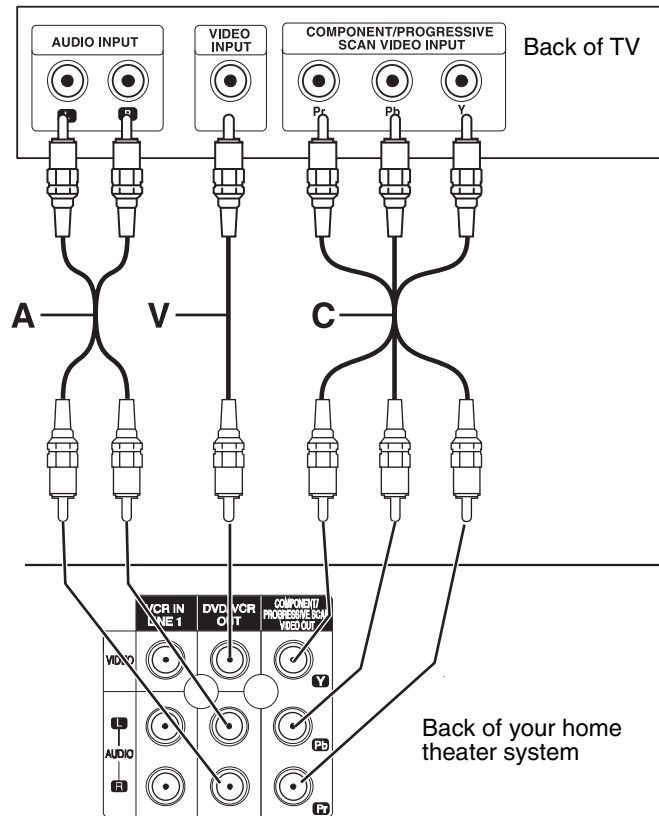 AUDIO INPUT
VIDEO
INPUT
COMPONENT/PROGRESSIVE
SCAN VIDEO INPUT
Back of TV
L
R
Pr
Pb
Y
A
V
C
VCR IN
LINE 1
DVD/VCR
OUT
COMPONENT/
PROGRESSIVE SCAN
VIDEO OUT
VIDEO
Y
L
AUDIO
R
Pb
Pr
Back of your home
theater system